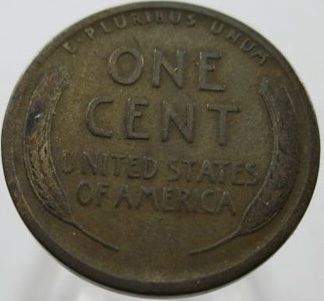 E·PLURIBUS·UNUM
ONE
CENT
UNITED STATES
OF AMERICA